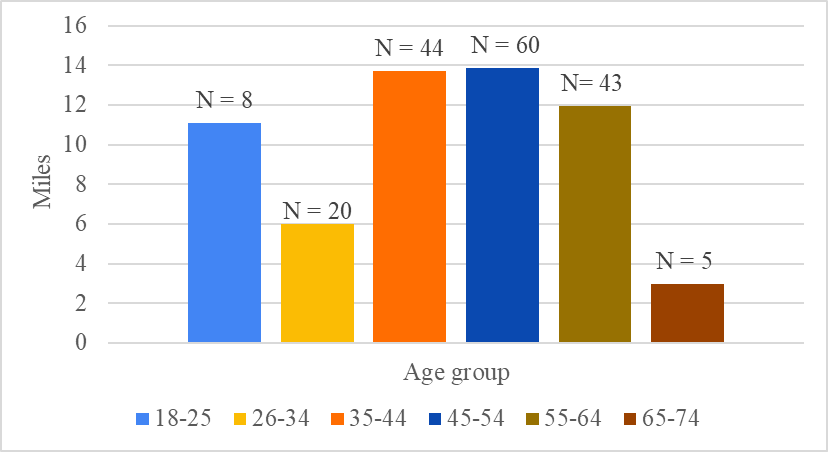 16
14
12
10
8
6
4
2
0
Miles
N = 8
N = 20
N = 44
N = 60
N= 43
N = 5
Age group
18-25 26-34 35-44 45-54 55-64 65-74